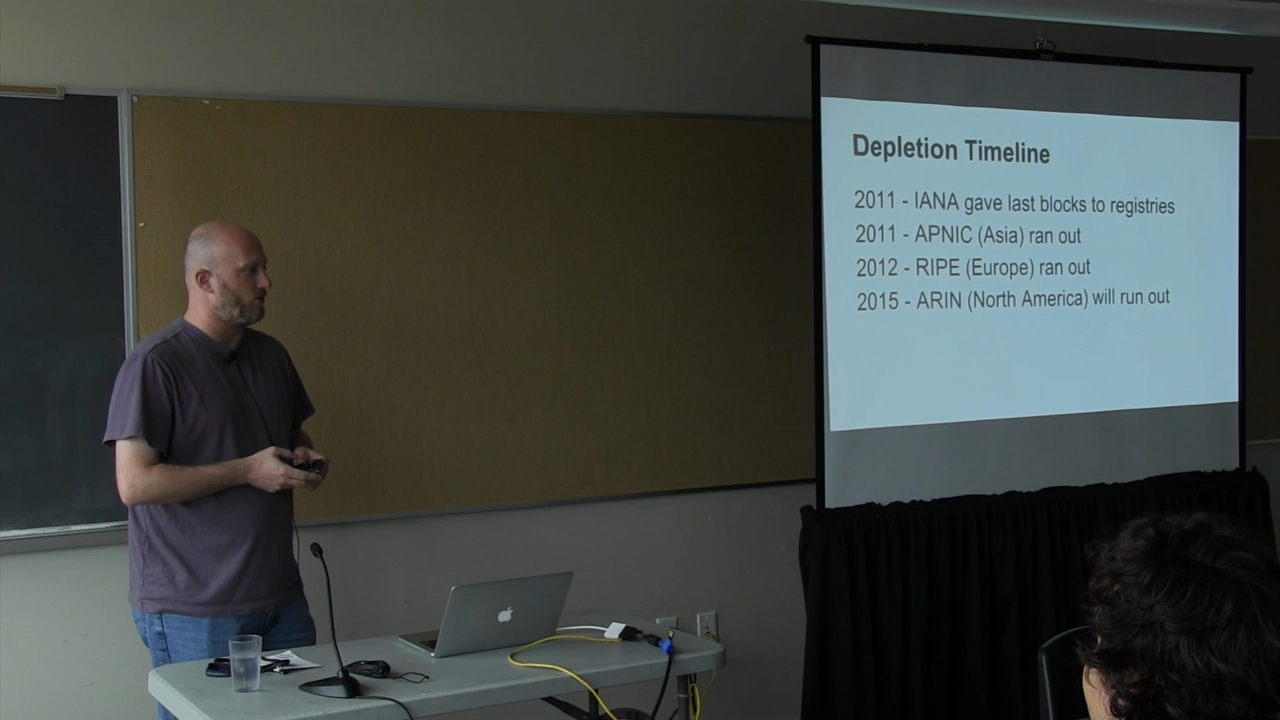 Depletion Timeline
2011 - IANA gave last blocks to registries
2011 - APNIC (Asia) ran out
2012 - RIPE (Europe) ran out
2015 - ARIN (North America) will run out